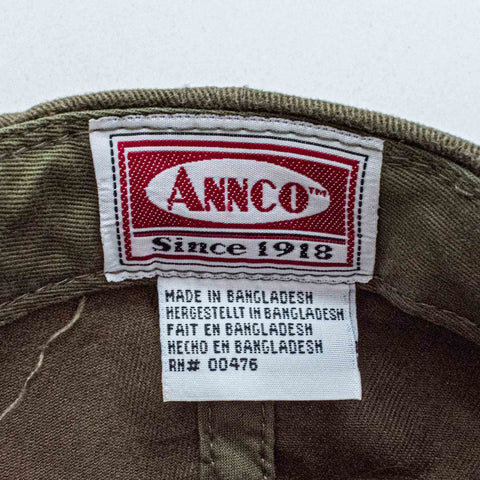 ANNCO™
Since 1918
MADE IN BANGLADESH
HERGESTELLT IN BANGLADESH
FAIT EN BANGLADESH
HECHO EN BANGLADESH
RN# 00476